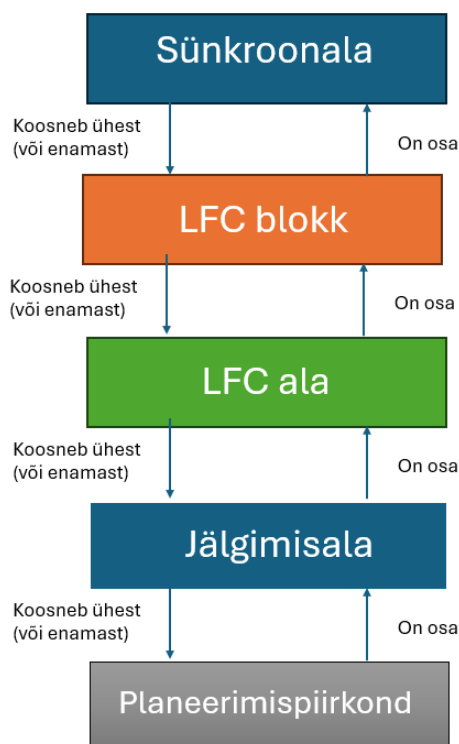 Sünkroonala
Koosneb ühest
(või enamast)
On osa
LFC blokk
Koosneb ühest
(või enamast)
On osa
LFC ala
Koosneb ühest
(või enamast)
On osa
Jälgimisala
Koosneb ühest
(või enamast)
On osa
Planeerimispiirkond